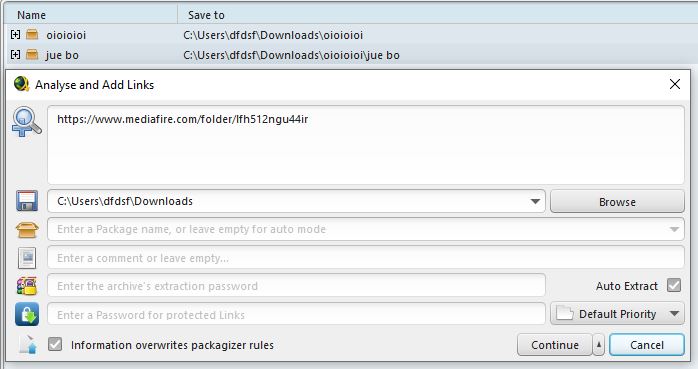 Name Save to
oioioioi C:\Users\dfdsf\Downloads\oioioioi
jue bo C:\Users\dfdsf\Downloads\oioioioi\jue bo
Analyse and Add Links
https://www.mediafire.com/folder/lfh512ngu44ir
C:\Users\dfdsf\Downloads Browse
Enter a Package name, or leave empty for auto mode
Enter a comment or leave empty...
Enter the archive's extraction password Auto Extract
Enter a Password for protected Links Default Priority
Information overwrites packagizer rules Continue Cancel